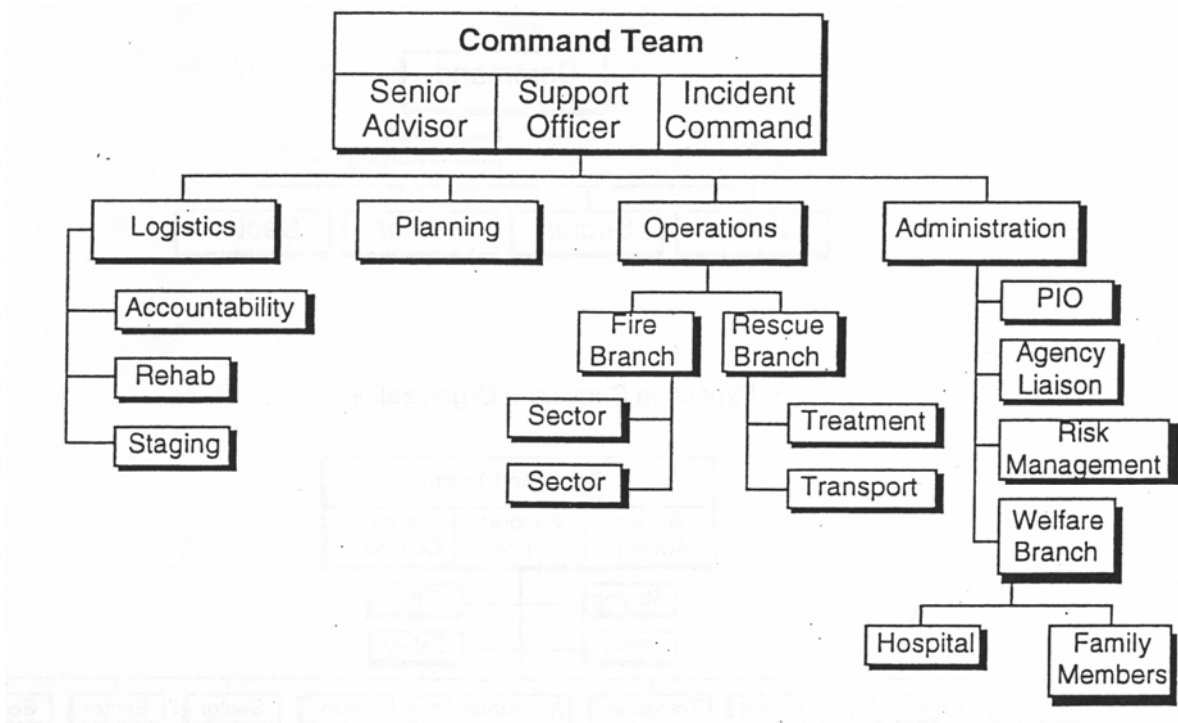 Command Team
Senior
Advisor
Support
Officer
Incident
Command
Logistics
Planning
Operations
Administration
Accountability
Rehab
Staging
Fire
Branch
Rescue
Branch
Sector
Sector
Treatment
Transport
PIO
Agency
Liaison
Risk
Management
Welfare
Branch
Hospital
Family
Members